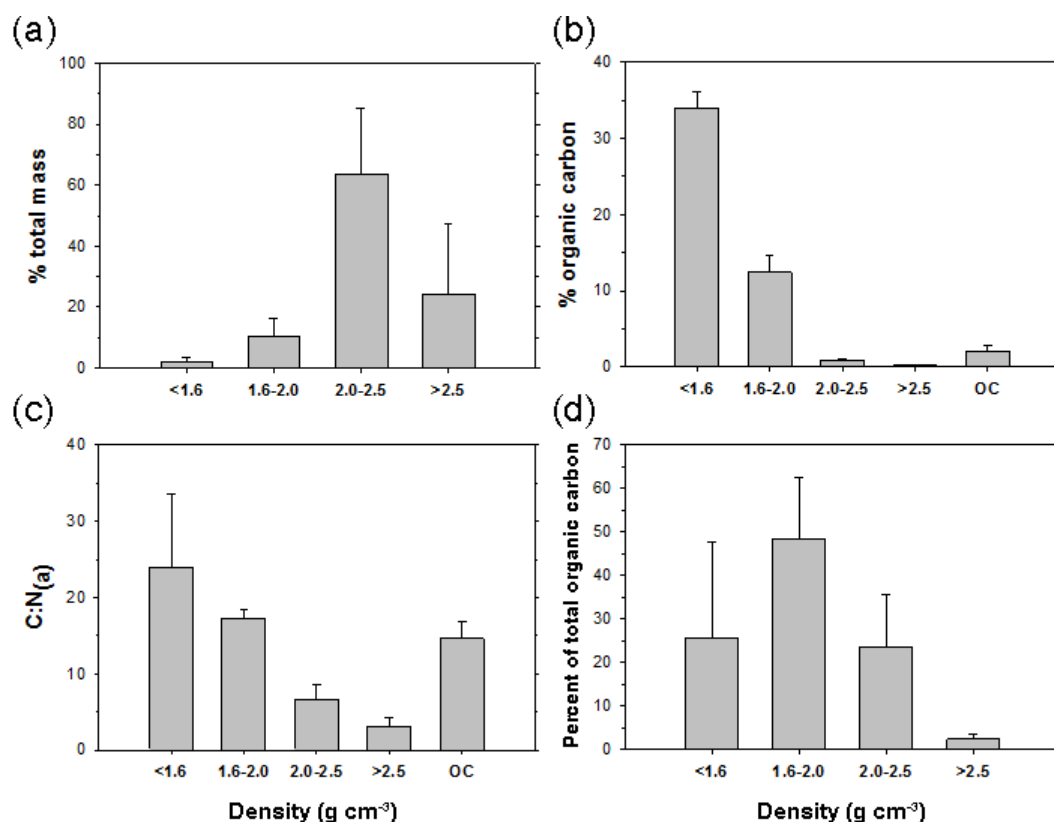 (a)
100
80
60
40
20
0
% total mass
<1.6 1.6-2.0 2.0-2.5 >2.5
(b)
40
30
20
10
0
% organic carbon
<1.6 1.6-2.0 2.0-2.5 >2.5 OC
(c)
40
30
20
10
0
C:N(a)
<1.6 1.6-2.0 2.0-2.5 >2.5 OC
Density (g cm⁻³)
(d)
70
60
50
40
30
20
10
0
Percent of total organic carbon
<1.6 1.6-2.0 2.0-2.5 >2.5
Density (g cm⁻³)